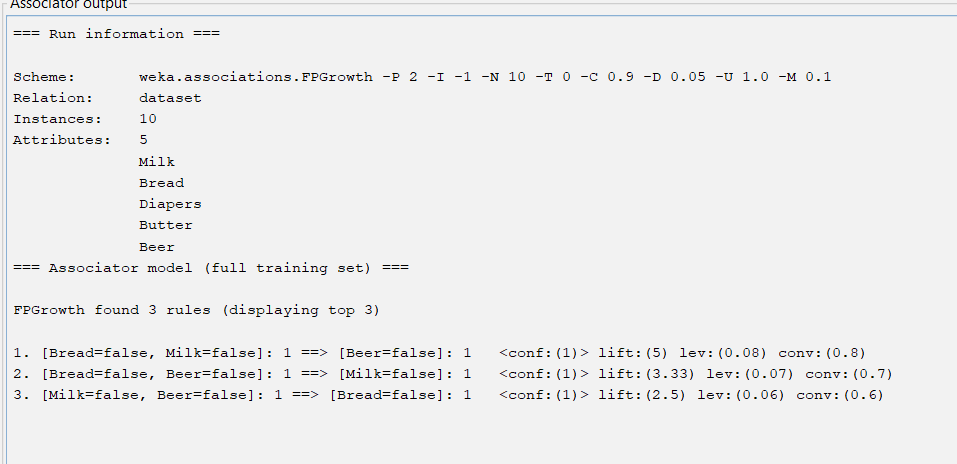 Associator output
=== Run information ===
Scheme: weka.associations.FPGrowth -P 2 -I -1 -N 10 -T 0 -C 0.9 -D 0.05 -U 1.0 -M 0.1
Relation: dataset
Instances: 10
Attributes: 5
Milk
Bread
Diapers
Butter
Beer
=== Associator model (full training set) ===
FPGrowth found 3 rules (displaying top 3)
1. [Bread=false, Milk=false]: 1 ==> [Beer=false]: 1 <conf:(1)> lift:(5) lev:(0.08) conv:(0.8)
2. [Bread=false, Beer=false]: 1 ==> [Milk=false]: 1 <conf:(1)> lift:(3.33) lev:(0.07) conv:(0.7)
3. [Milk=false, Beer=false]: 1 ==> [Bread=false]: 1 <conf:(1)> lift:(2.5) lev:(0.06) conv:(0.6)